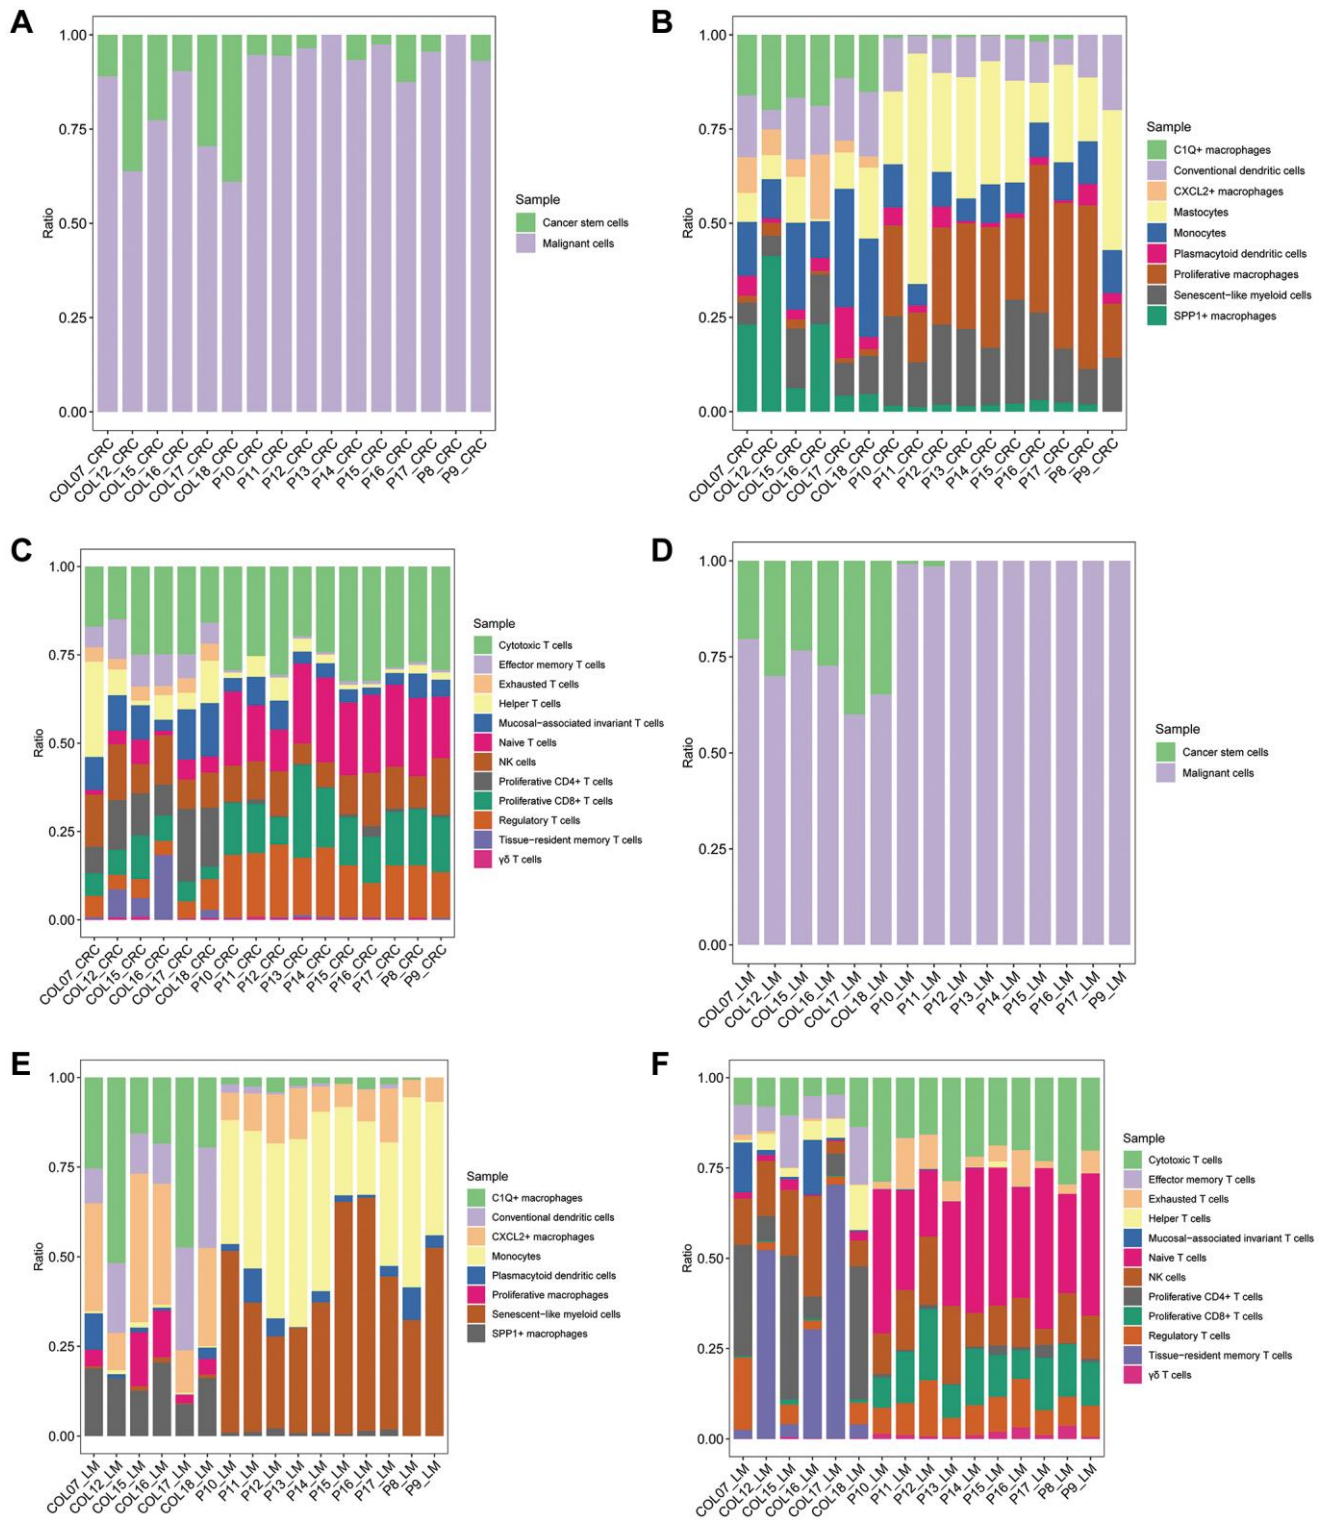 A
1.00
0.75
0.50
0.25
0.00
Ratio
COL07_CRC
COL12_CRC
COL15_CRC
COL16_CRC
COL17_CRC
COL18_CRC
P10_CRC
P11_CRC
P12_CRC
P13_CRC
P14_CRC
P15_CRC
P16_CRC
P17_CRC
P8_CRC
P9_CRC
Sample
Cancer stem cells
Malignant cells
B
1.00
0.75
0.50
0.25
0.00
Ratio
COL07_CRC
COL12_CRC
COL15_CRC
COL16_CRC
COL17_CRC
COL18_CRC
P10_CRC
P11_CRC
P12_CRC
P13_CRC
P14_CRC
P15_CRC
P16_CRC
P17_CRC
P8_CRC
P9_CRC
Sample
C1Q+ macrophages
Conventional dendritic cells
CXCL2+ macrophages
Mastocytes
Monocytes
Plasmacytoid dendritic cells
Proliferative macrophages
Senescent-like myeloid cells
SPP1+ macrophages
C
1.00
0.75
0.50
0.25
0.00
Ratio
COL07_CRC
COL12_CRC
COL15_CRC
COL16_CRC
COL17_CRC
COL18_CRC
P10_CRC
P11_CRC
P12_CRC
P13_CRC
P14_CRC
P15_CRC
P16_CRC
P17_CRC
P8_CRC
P9_CRC
Sample
Cytotoxic T cells
Effector memory T cells
Exhausted T cells
Helper T cells
Mucosal-associated invariant T cells
Naive T cells
NK cells
Proliferative CD4+ T cells
Proliferative CD8+ T cells
Regulatory T cells
Tissue-resident memory T cells
γδ T cells
D
1.00
0.75
0.50
0.25
0.00
Ratio
COL07_LM
COL12_LM
COL15_LM
COL16_LM
COL17_LM
COL18_LM
P10_LM
P11_LM
P12_LM
P13_LM
P14_LM
P15_LM
P16_LM
P17_LM
P9_LM
Sample
Cancer stem cells
Malignant cells
E
1.00
0.75
0.50
0.25
0.00
Ratio
COL07_LM
COL12_LM
COL15_LM
COL16_LM
COL17_LM
COL18_LM
P10_LM
P11_LM
P12_LM
P13_LM
P14_LM
P15_LM
P16_LM
P17_LM
P8_LM
P9_LM
Sample
C1Q+ macrophages
Conventional dendritic cells
CXCL2+ macrophages
Monocytes
Plasmacytoid dendritic cells
Proliferative macrophages
Senescent-like myeloid cells
SPP1+ macrophages
F
1.00
0.75
0.50
0.25
0.00
Ratio
COL07_LM
COL12_LM
COL15_LM
COL16_LM
COL17_LM
COL18_LM
P10_LM
P11_LM
P12_LM
P13_LM
P14_LM
P15_LM
P16_LM
P17_LM
P8_LM
P9_LM
Sample
Cytotoxic T cells
Effector memory T cells
Exhausted T cells
Helper T cells
Mucosal-associated invariant T cells
Naive T cells
NK cells
Proliferative CD4+ T cells
Proliferative CD8+ T cells
Regulatory T cells
Tissue-resident memory T cells
γδ T cells